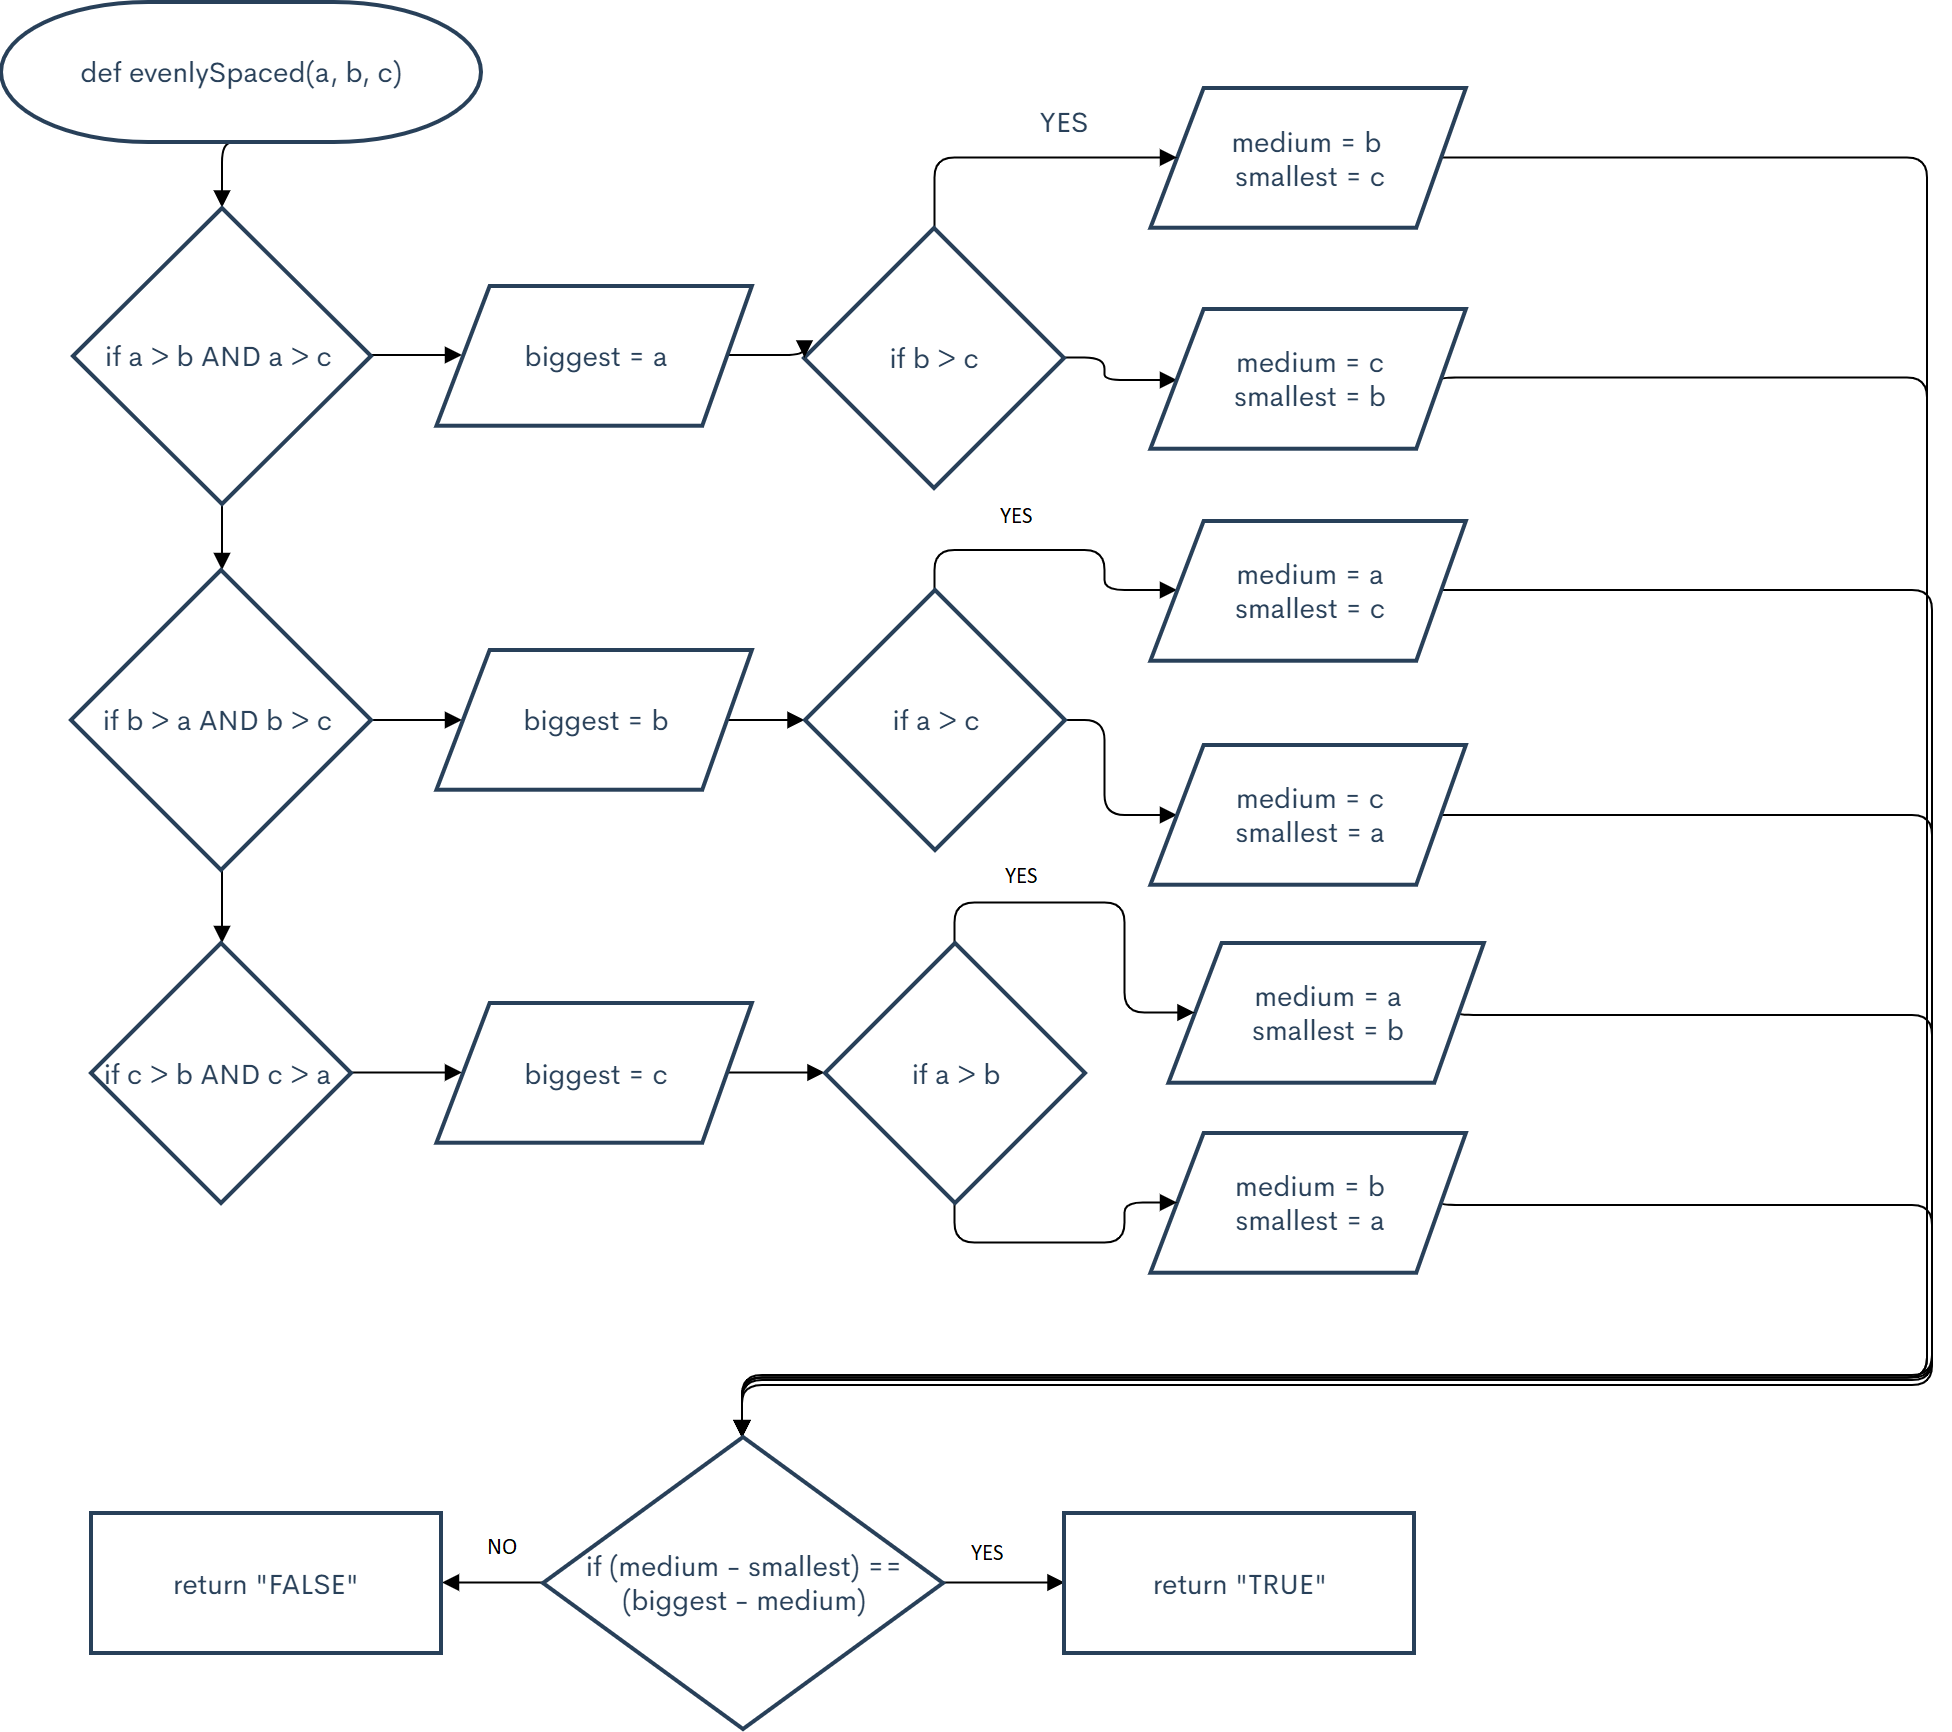 def evenlySpaced(a, b, c)
YES
medium = b
smallest = c
if a > b AND a > c
biggest = a
if b > c
medium = c
smallest = b
YES
medium = a
smallest = c
if b > a AND b > c
biggest = b
if a > c
medium = c
smallest = a
YES
medium = a
smallest = b
if c > b AND c > a
biggest = c
if a > b
medium = b
smallest = a
return "FALSE"
NO
if (medium - smallest) ==
(biggest - medium)
YES
return "TRUE"